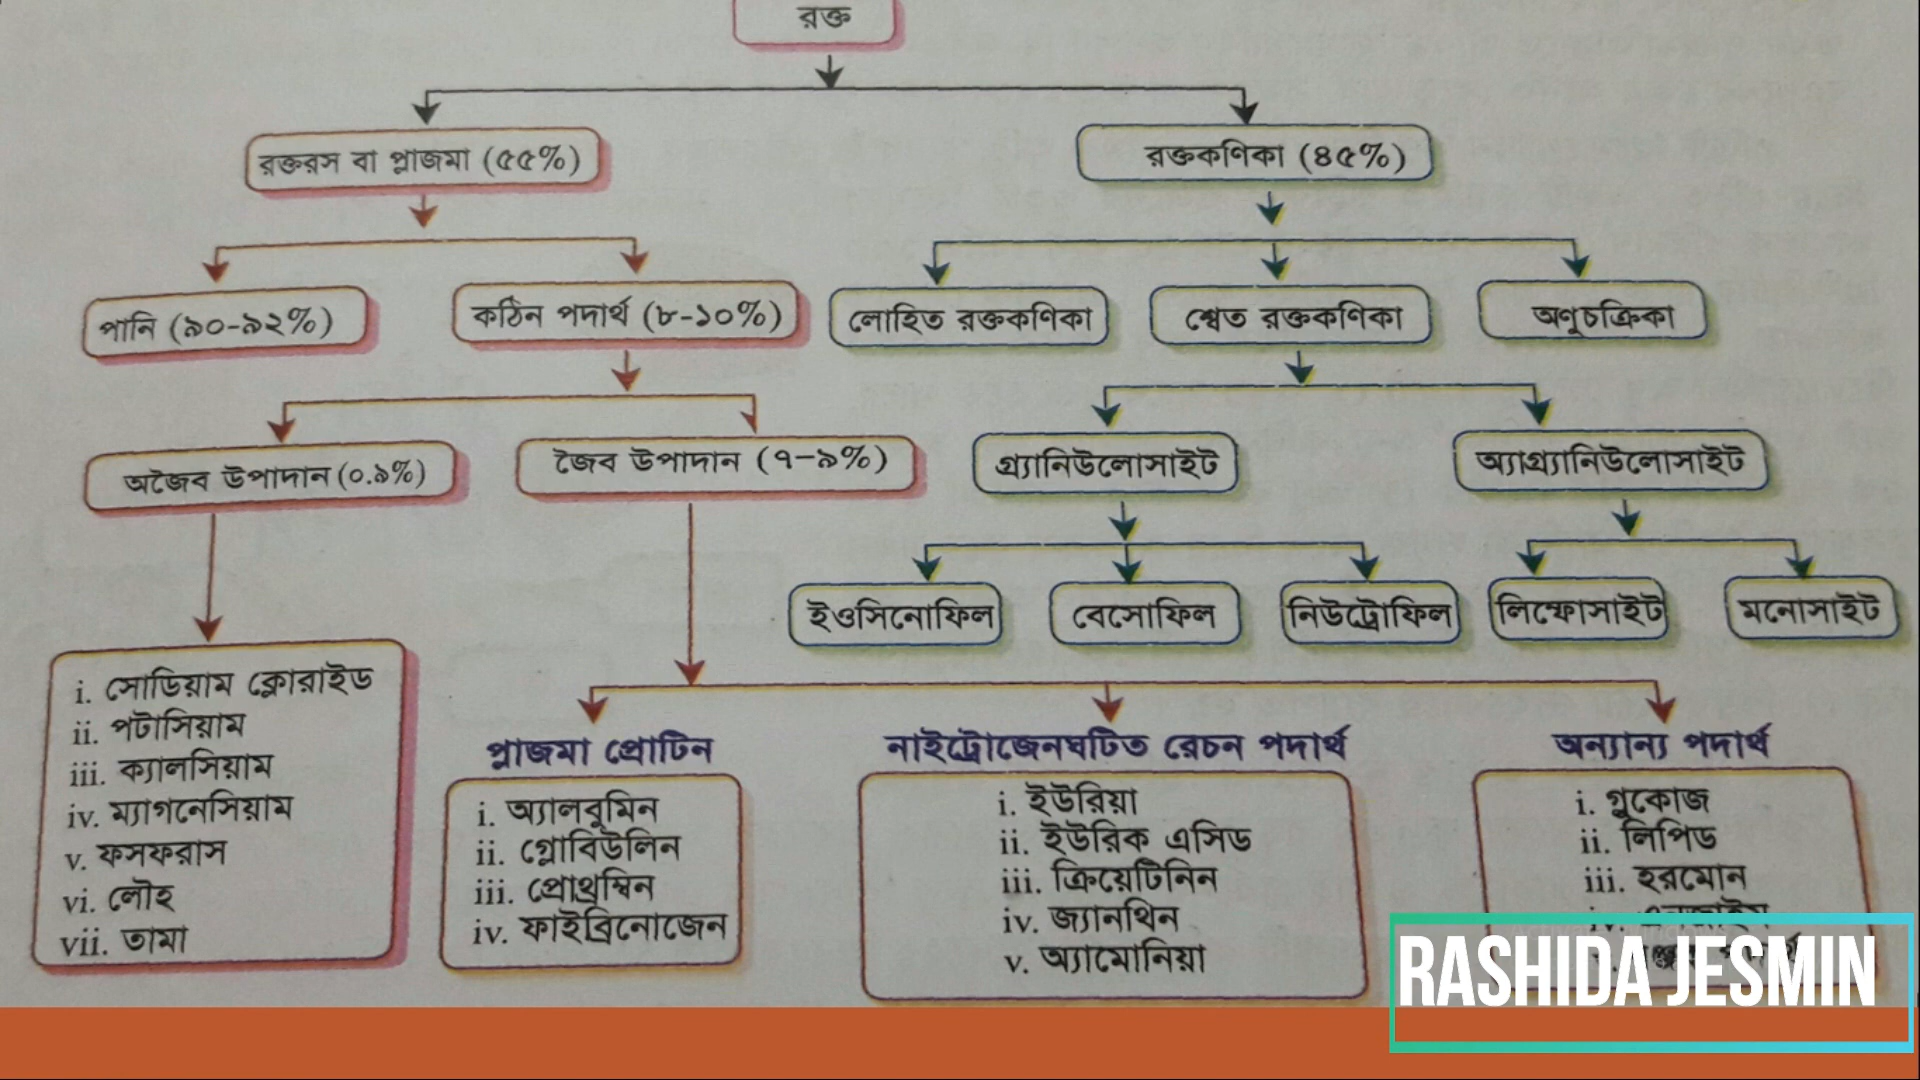 রক্ত
রক্তরস বা প্লাজমা (৫৫%)
রক্তকণিকা (৪৫%)
পানি (৯০-৯২%)
কঠিন পদার্থ (৮-১০%)
লোহিত রক্তকণিকা
শ্বেত রক্তকণিকা
অণুচক্রিকা
অজৈব উপাদান (০.৯%)
জৈব উপাদান (৭-৯%)
গ্র্যানিউলোসাইট
অ্যাগ্র্যানিউলোসাইট
ইওসিনোফিল
বেসোফিল
নিউট্রোফিল
লিম্ফোসাইট
মনোসাইট
i. সোডিয়াম ক্লোরাইড
ii. পটাসিয়াম
iii. ক্যালসিয়াম
iv. ম্যাগনেসিয়াম
v. ফসফরাস
vi. লৌহ
vii. তামা
প্লাজমা প্রোটিন
i. অ্যালবুমিন
ii. গ্লোবিউলিন
iii. প্রোথ্রম্বিন
iv. ফাইব্রিনোজেন
নাইট্রোজেনঘটিত রেচন পদার্থ
i. ইউরিয়া
ii. ইউরিক এসিড
iii. ক্রিয়েটিনিন
iv. জ্যানথিন
v. অ্যামোনিয়া
অন্যান্য পদার্থ
i. গ্লুকোজ
ii. লিপিড
iii. হরমোন
RASHIDA JESMIN